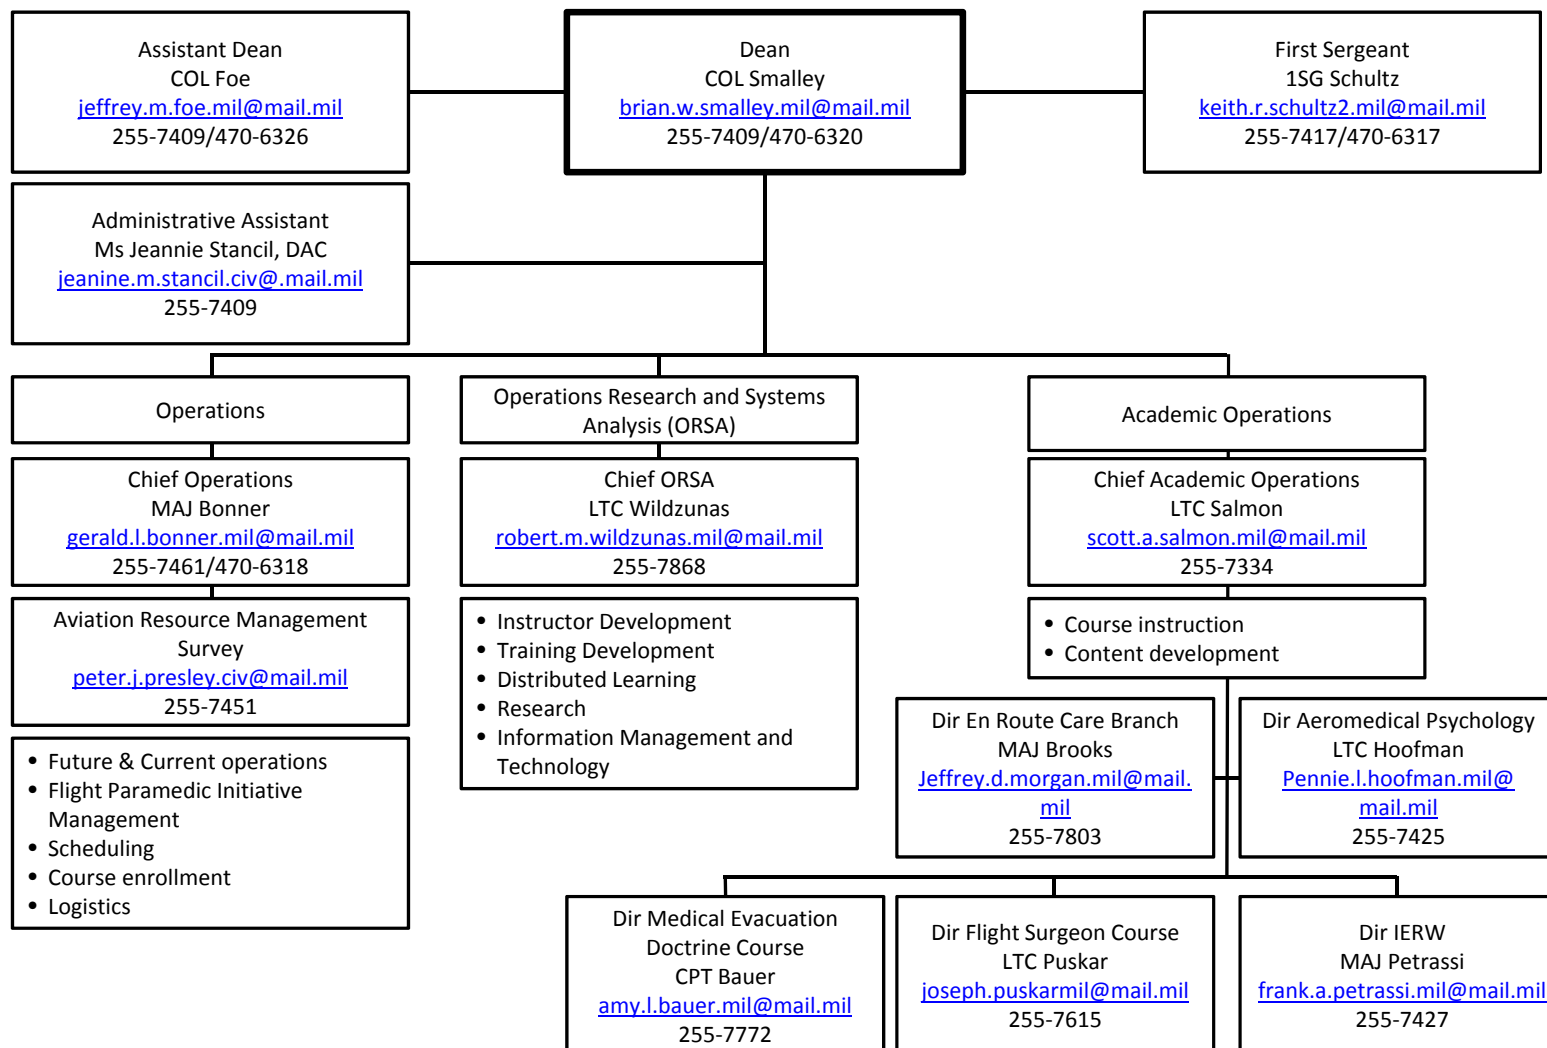 Assistant Dean
COL Foe
jeffrey.m.foe.mil@mail.mil
255-7409/470-6326
Dean
COL Smalley
brian.w.smalley.mil@mail.mil
255-7409/470-6320
First Sergeant
1SG Schultz
keith.r.schultz2.mil@mail.mil
255-7417/470-6317
Administrative Assistant
Ms Jeannie Stancil, DAC
jeanine.m.stancil.civ@.mail.mil
255-7409
Operations
Operations Research and Systems
Analysis (ORSA)
Academic Operations
Chief Operations
MAJ Bonner
gerald.l.bonner.mil@mail.mil
255-7461/470-6318
Chief ORSA
LTC Wildzunas
robert.m.wildzunas.mil@mail.mil
255-7868
Chief Academic Operations
LTC Salmon
scott.a.salmon.mil@mail.mil
255-7334
Aviation Resource Management
Survey
peter.j.presley.civ@mail.mil
255-7451
• Instructor Development
• Training Development
• Distributed Learning
• Research
• Information Management and
Technology
• Course instruction
• Content development
• Future & Current operations
• Flight Paramedic Initiative
Management
• Scheduling
• Course enrollment
• Logistics
Dir En Route Care Branch
MAJ Brooks
Jeffrey.d.morgan.mil@mail.
mil
255-7803
Dir Aeromedical Psychology
LTC Hoofman
Pennie.l.hoofman.mil@
mail.mil
255-7425
Dir Medical Evacuation
Doctrine Course
CPT Bauer
amy.l.bauer.mil@mail.mil
255-7772
Dir Flight Surgeon Course
LTC Puskar
joseph.puskarmil@mail.mil
255-7615
Dir IERW
MAJ Petrassi
frank.a.petrassi.mil@mail.mil
255-7427